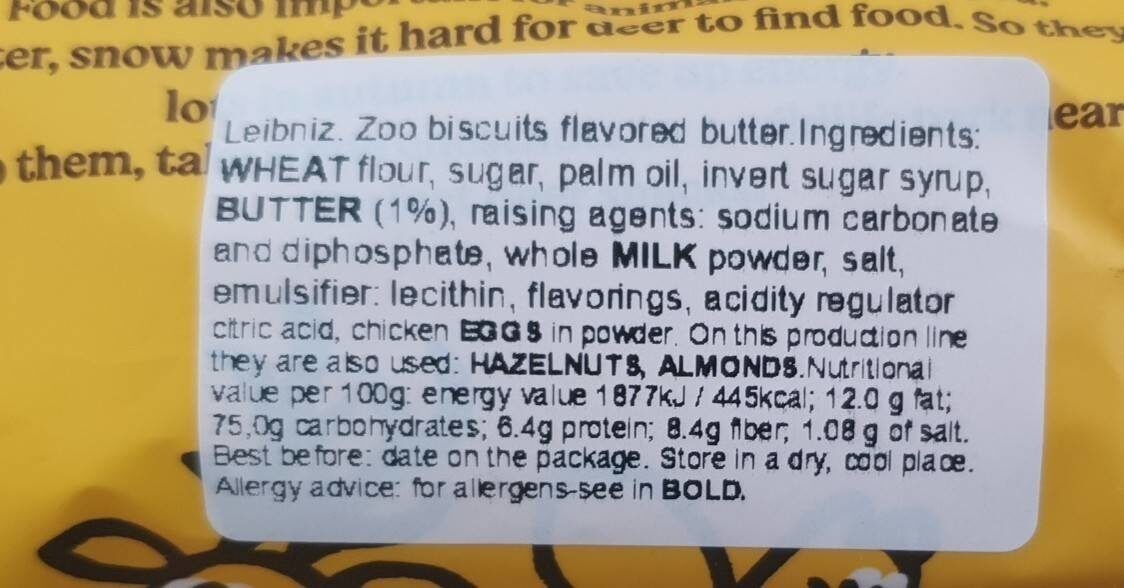 Food is also
er, snow makes it hard for deer to find food. So they
lo
ear
them, ta
Leibniz. Zoo biscuits flavored butter.Ingredients:
WHEAT flour, sugar, palm oil, invert sugar syrup,
BUTTER (1%), raising agents: sodium carbonate
and diphosphate, whole MILK powder, salt,
emulsifier: lecithin, flavorings, acidity regulator
citric acid, chicken EGGS in powder. On this production line
they are also used: HAZELNUTS, ALMONDS.Nutritional
value per 100g: energy value 1877kJ / 445kcal; 12.0 g fat;
75,0g carbohydrates; 6.4g protein; 8.4g fiber; 1.08 g of salt.
Best before: date on the package. Store in a dry, cool place.
Allergy advice: for allergens-see in BOLD.